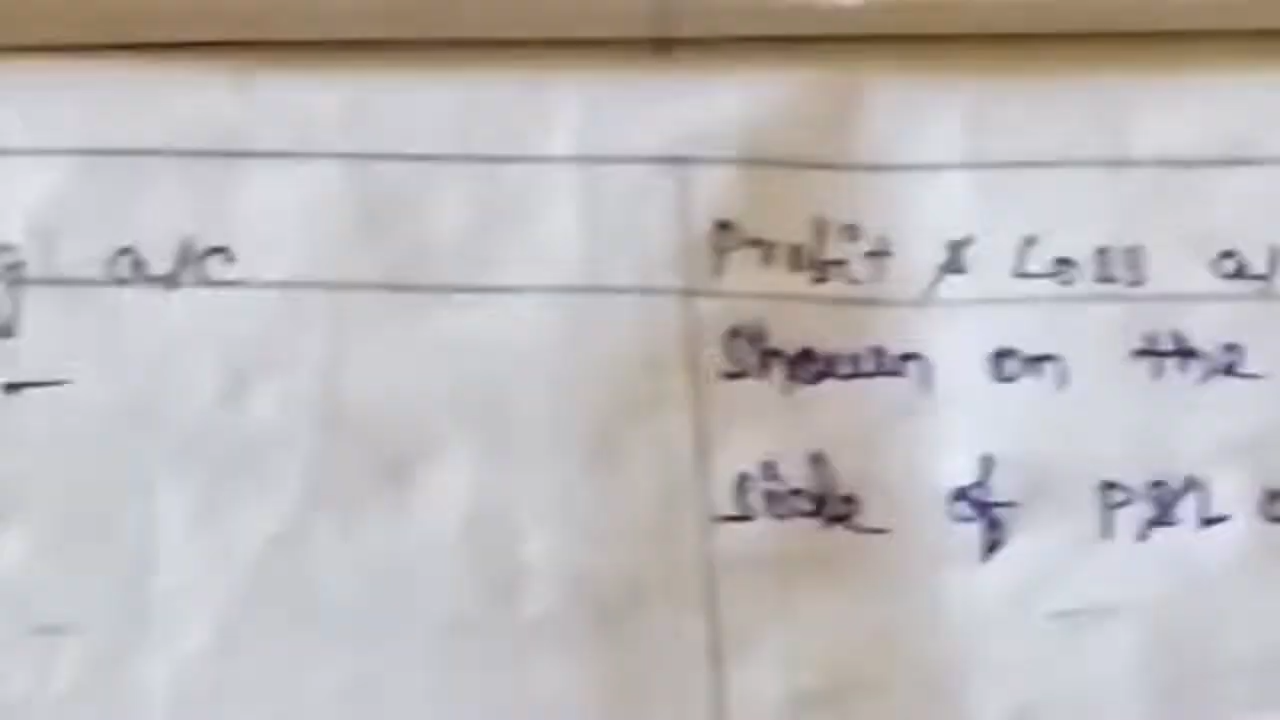 a/c
Profit & Loss a/
Shown on the
side of P&L